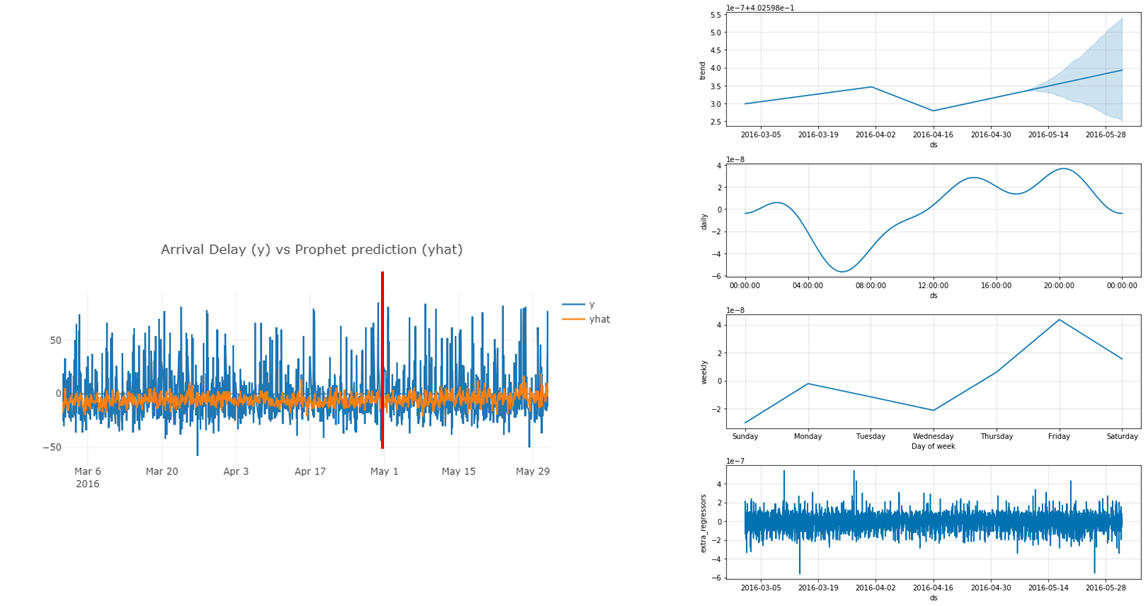 Arrival Delay (y) vs Prophet prediction (yhat)
50
0
−50
Mar 6
2016
Mar 20
Apr 3
Apr 17
May 1
May 15
May 29
y
yhat
1e−7+4.02598e−1
5.5
5.0
4.5
4.0
3.5
3.0
2.5
trend
2016-03-05 2016-03-19 2016-04-02 2016-04-16 2016-04-30 2016-05-14 2016-05-28
ds
1e−8
4
2
0
−2
−4
−6
daily
00:00:00 04:00:00 08:00:00 12:00:00 16:00:00 20:00:00 00:00:00
ds
1e−8
4
2
0
−2
weekly
Sunday Monday Tuesday Wednesday Thursday Friday Saturday
Day of week
1e−7
4
2
0
−2
−4
−6
extra_regressors
2016-03-05 2016-03-19 2016-04-02 2016-04-16 2016-04-30 2016-05-14 2016-05-28
ds